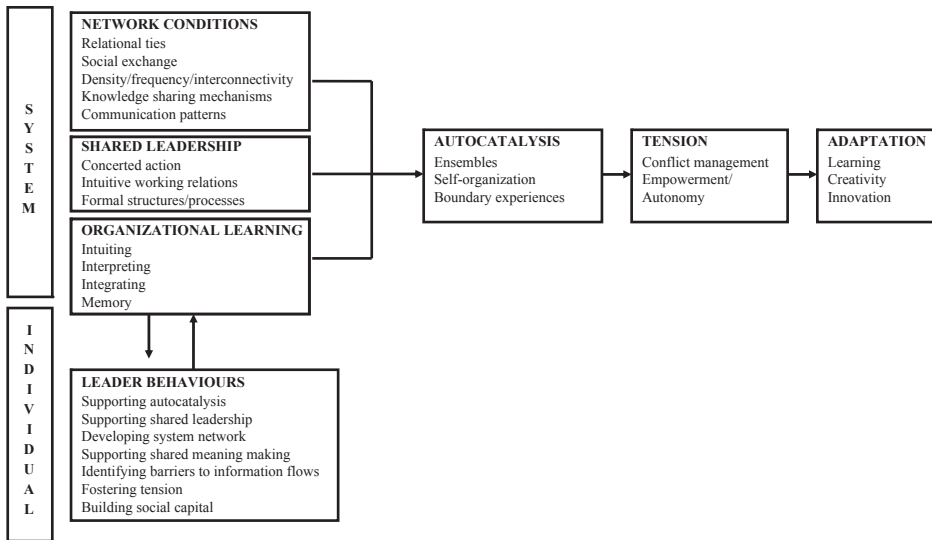 SYSTEM
NETWORK CONDITIONS
Relational ties
Social exchange
Density/frequency/interconnectivity
Knowledge sharing mechanisms
Communication patterns
SHARED LEADERSHIP
Concerted action
Intuitive working relations
Formal structures/processes
ORGANIZATIONAL LEARNING
Intuiting
Interpreting
Integrating
Memory
AUTOCATALYSIS
Ensembles
Self-organization
Boundary experiences
TENSION
Conflict management
Empowerment/
Autonomy
ADAPTATION
Learning
Creativity
Innovation
INDIVIDUAL
LEADER BEHAVIOURS
Supporting autocatalysis
Supporting shared leadership
Developing system network
Supporting shared meaning making
Identifying barriers to information flows
Fostering tension
Building social capital